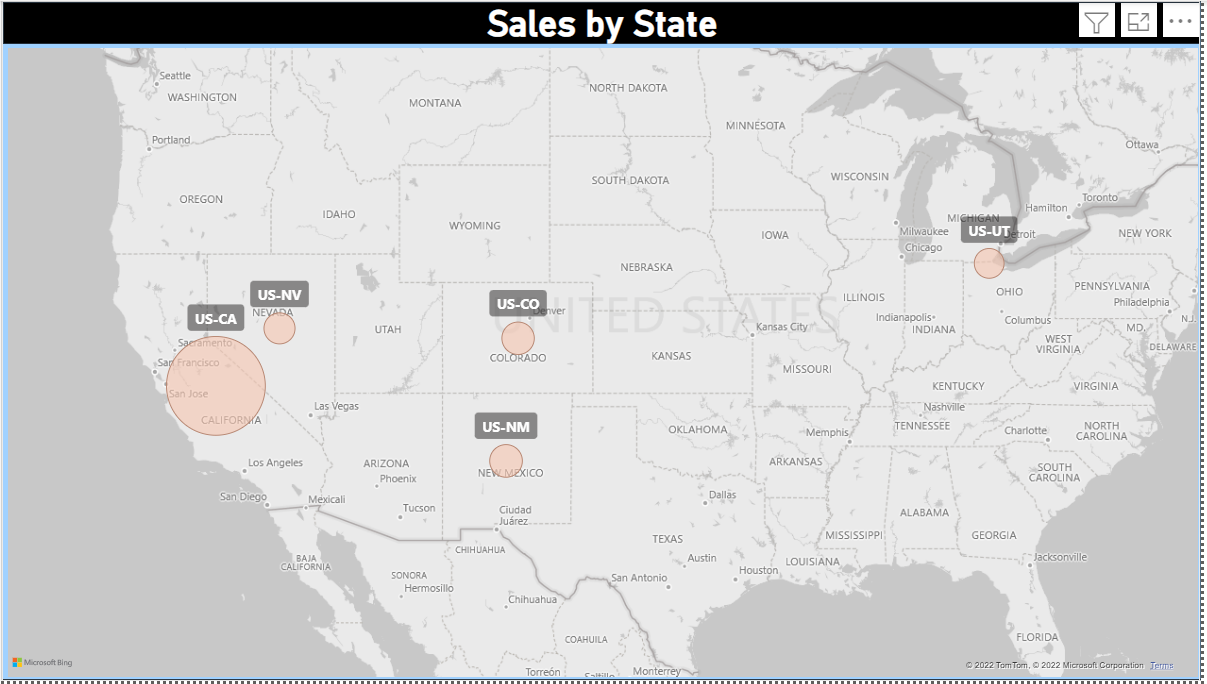 Sales by State
Seattle
WASHINGTON
MONTANA
NORTH DAKOTA
MINNESOTA
Portland
Ottawa
SOUTH DAKOTA
WISCONSIN
OREGON
IDAHO
WYOMING
MICHIGAN
Hamilton
Toronto
US-UT
Detroit
Milwaukee
Chicago
IOWA
NEW YORK
NEBRASKA
US-NV
NEVADA
US-CA
US-CO
Denver
UNITED STATES
ILLINOIS
OHIO
PENNSYLVANIA
Philadelphia
N.J.
Indianapolis
INDIANA
Columbus
MD.
UTAH
Kansas City
Sacramento
San Francisco
COLORADO
KANSAS
WEST
VIRGINIA
DELAWARE
MISSOURI
San Jose
CALIFORNIA
KENTUCKY
VIRGINIA
Las Vegas
Nashville
TENNESSEE
US-NM
NEW MEXICO
OKLAHOMA
Memphis
Charlotte
NORTH
CAROLINA
Los Angeles
ARIZONA
Phoenix
ARKANSAS
SOUTH
CAROLINA
San Diego
Mexicali
Tucson
Ciudad
Juárez
Dallas
ALABAMA
MISSISSIPPI
GEORGIA
TEXAS
CHIHUAHUA
BAJA
CALIFORNIA
SONORA
Hermosillo
Austin
San Antonio
Houston
LOUISIANA
Jacksonville
Chihuahua
COAHUILA
FLORIDA
Torreón
Saltillo
Monterrey
Microsoft Bing
© 2022 TomTom, © 2022 Microsoft Corporation Terms